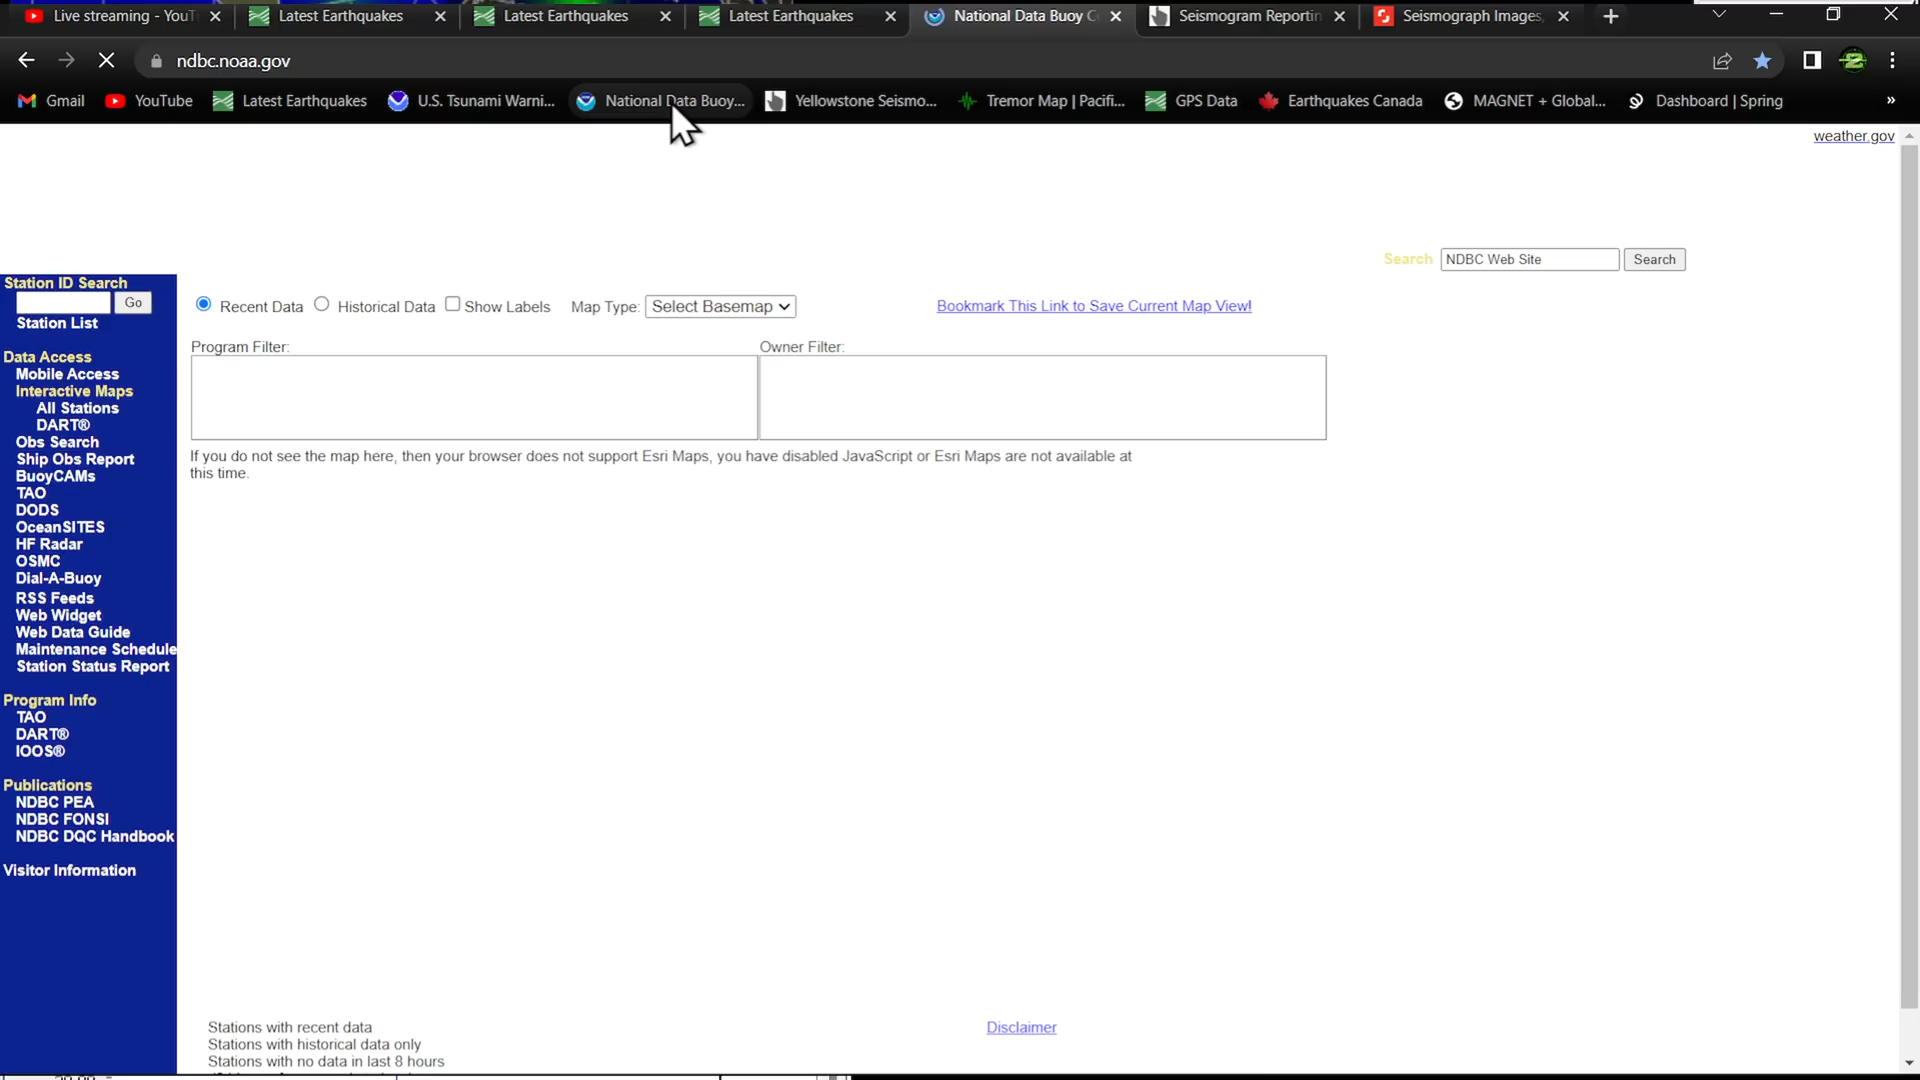 Live streaming - YouT
Latest Earthquakes
Latest Earthquakes
Latest Earthquakes
National Data Buoy C
Seismogram Reportin
Seismograph Images,
ndbc.noaa.gov
Gmail
YouTube
Latest Earthquakes
U.S. Tsunami Warni...
National Data Buoy...
Yellowstone Seismo...
Tremor Map | Pacifi...
GPS Data
Earthquakes Canada
MAGNET + Global...
Dashboard | Spring
»
weather.gov
Search NDBC Web Site Search
Station ID Search
Go
Station List
Data Access
Mobile Access
Interactive Maps
All Stations
DART®
Obs Search
Ship Obs Report
BuoyCAMs
TAO
DODS
OceanSITES
HF Radar
OSMC
Dial-A-Buoy
RSS Feeds
Web Widget
Web Data Guide
Maintenance Schedule
Station Status Report
Program Info
TAO
DART®
IOOS®
Publications
NDBC PEA
NDBC FONSI
NDBC DQC Handbook
Visitor Information
Recent Data Historical Data Show Labels Map Type: Select Basemap
Bookmark This Link to Save Current Map View!
Program Filter:
Owner Filter:
If you do not see the map here, then your browser does not support Esri Maps, you have disabled JavaScript or Esri Maps are not available at
this time.
Stations with recent data
Stations with historical data only
Stations with no data in last 8 hours
Disclaimer